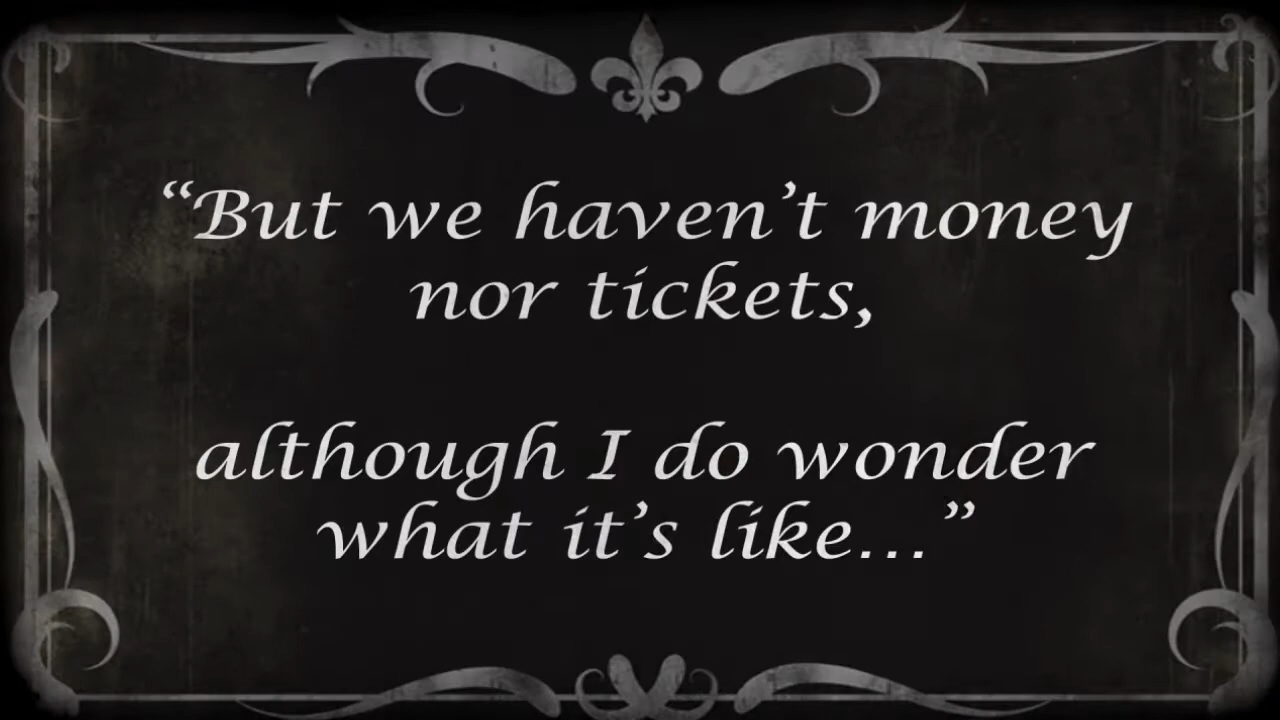 “But we haven’t money
nor tickets,
although I do wonder
what it’s like...”